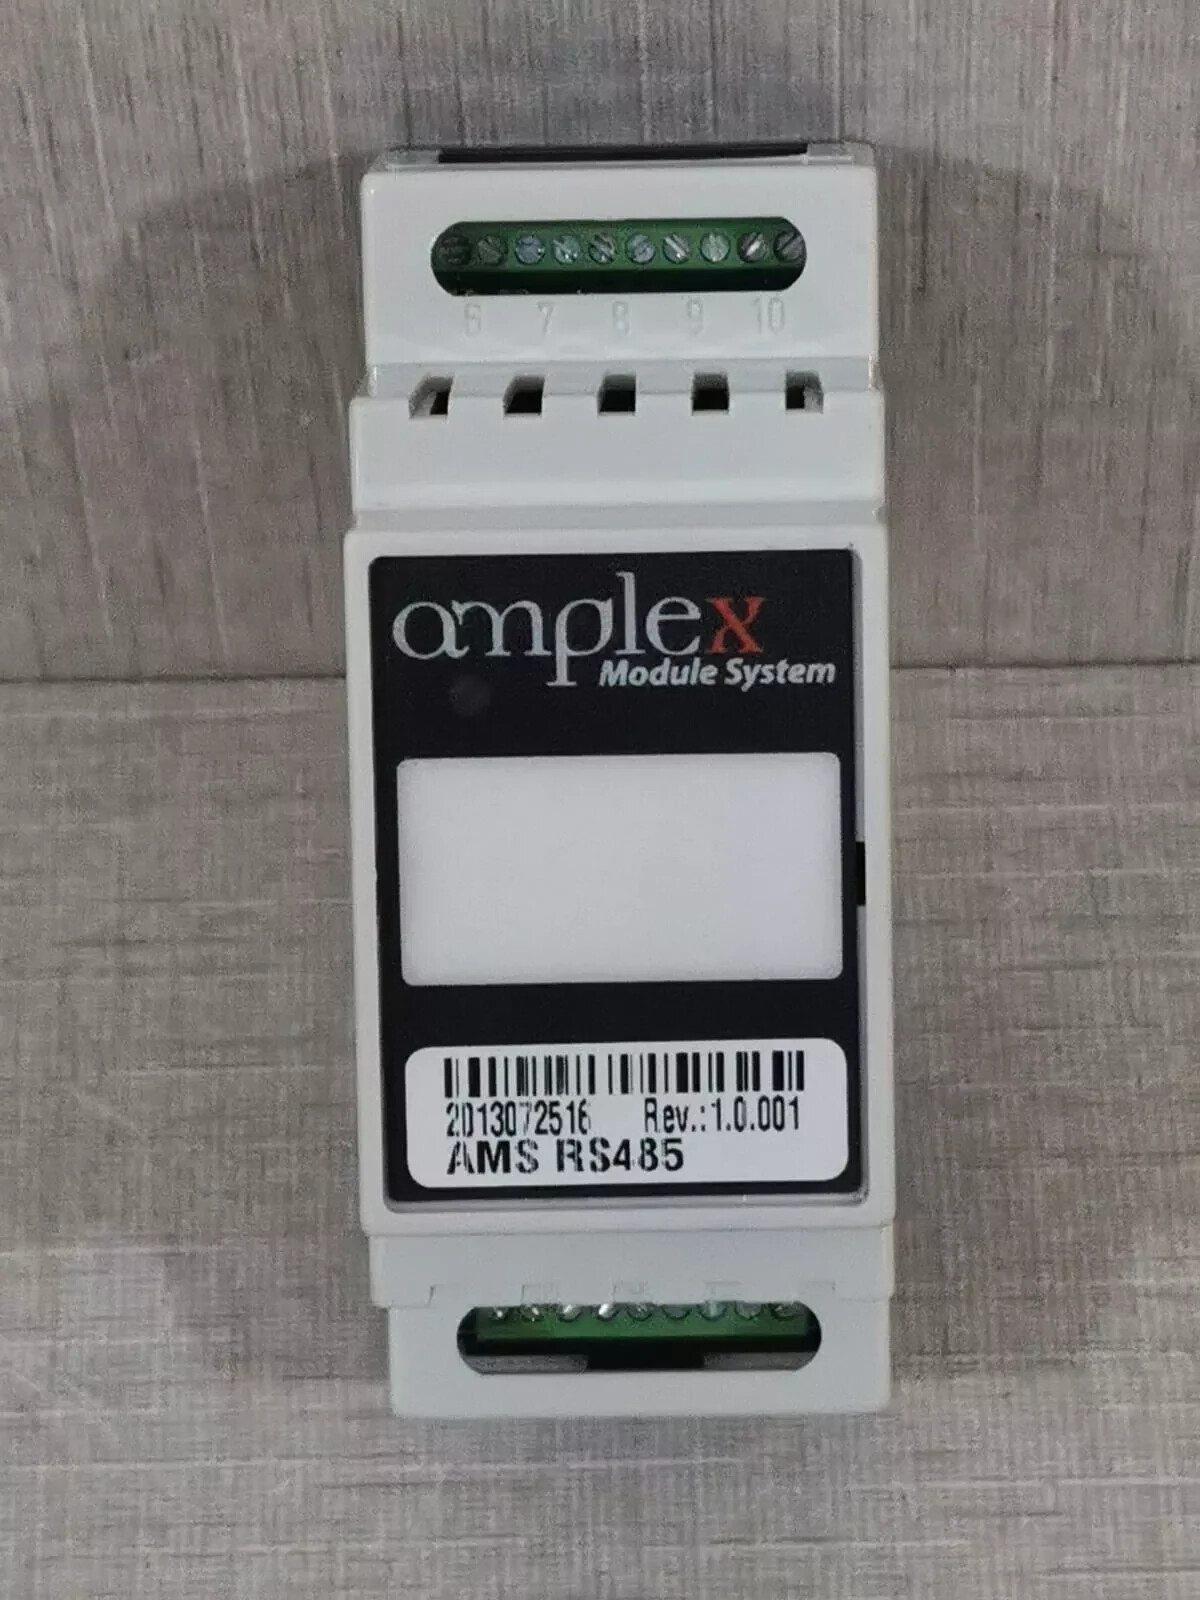 6 7 8 9 10
amplex
Module System
2013072516 Rev.:1.0.001
AMS RS485